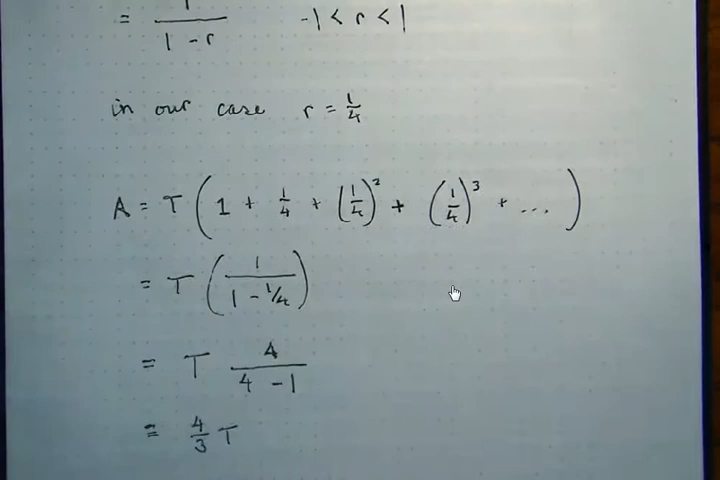 = 1/(1 - r)    -1 < r < 1
in our case r = 1/4
A = T ( 1 + 1/4 + (1/4)^2 + (1/4)^3 + ... )
= T ( 1/(1 - 1/4) )
= T 4/(4 - 1)
= 4/3 T